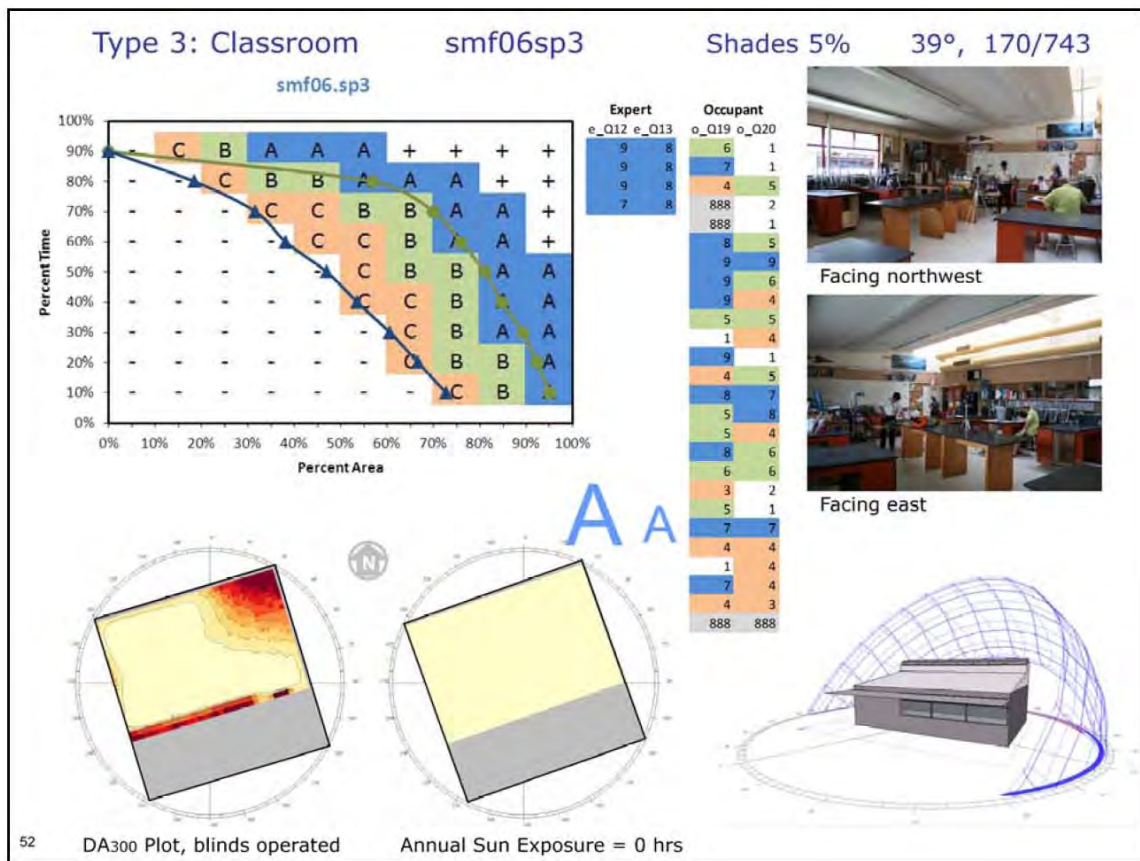 Type 3: Classroom smf06sp3 Shades 5% 39°, 170/743
smf06.sp3
Percent Time
100%
90% - C B A A A + + + +
80% - - C B B A A A + +
70% - - - C C B B A A +
60% - - - - C C B A A +
50% - - - - - C B B A A
40% - - - - - C C B A A
30% - - - - - - C B A A
20% - - - - - - C B B A
10% - - - - - - - C B A
0%
0% 10% 20% 30% 40% 50% 60% 70% 80% 90% 100%
Percent Area
Expert Occupant
e_Q12 e_Q13 o_Q19 o_Q20
9 8 6 1
9 8 7 1
9 8 4 5
7 8 888 2
888 1
8 5
9 9
9 6
9 4
5 5
1 4
9 1
4 5
8 7
5 8
5 4
8 6
6 6
3 2
5 1
7 7
4 4
1 4
7 4
4 3
888 888
Facing northwest
Facing east
A A
N
52 DA300 Plot, blinds operated Annual Sun Exposure = 0 hrs